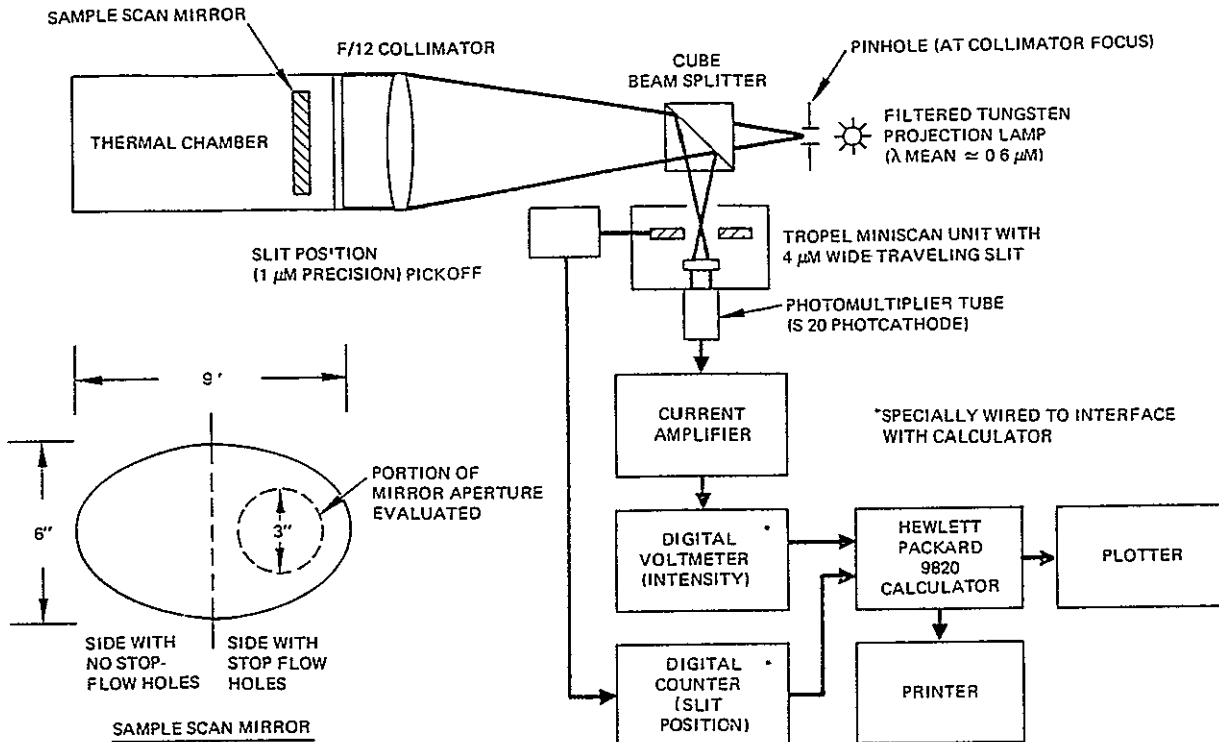 SAMPLE SCAN MIRROR
F/12 COLLIMATOR
CUBE
BEAM SPLITTER
PINHOLE (AT COLLIMATOR FOCUS)
THERMAL CHAMBER
FILTERED TUNGSTEN
PROJECTION LAMP
(λ MEAN ≃ 0 6 μM)
SLIT POSITION
(1 μM PRECISION) PICKOFF
TROPEL MINISCAN UNIT WITH
4 μM WIDE TRAVELING SLIT
PHOTOMULTIPLIER TUBE
(S 20 PHOTCATHODE)
9'
CURRENT
AMPLIFIER
*SPECIALLY WIRED TO INTERFACE
WITH CALCULATOR
PORTION OF
MIRROR APERTURE
EVALUATED
6"
3"
DIGITAL *
VOLTMETER
(INTENSITY)
HEWLETT
PACKARD
9820
CALCULATOR
PLOTTER
SIDE WITH
NO STOP-
FLOW HOLES
SIDE WITH
STOP FLOW
HOLES
DIGITAL *
COUNTER
(SLIT
POSITION)
PRINTER
SAMPLE SCAN MIRROR